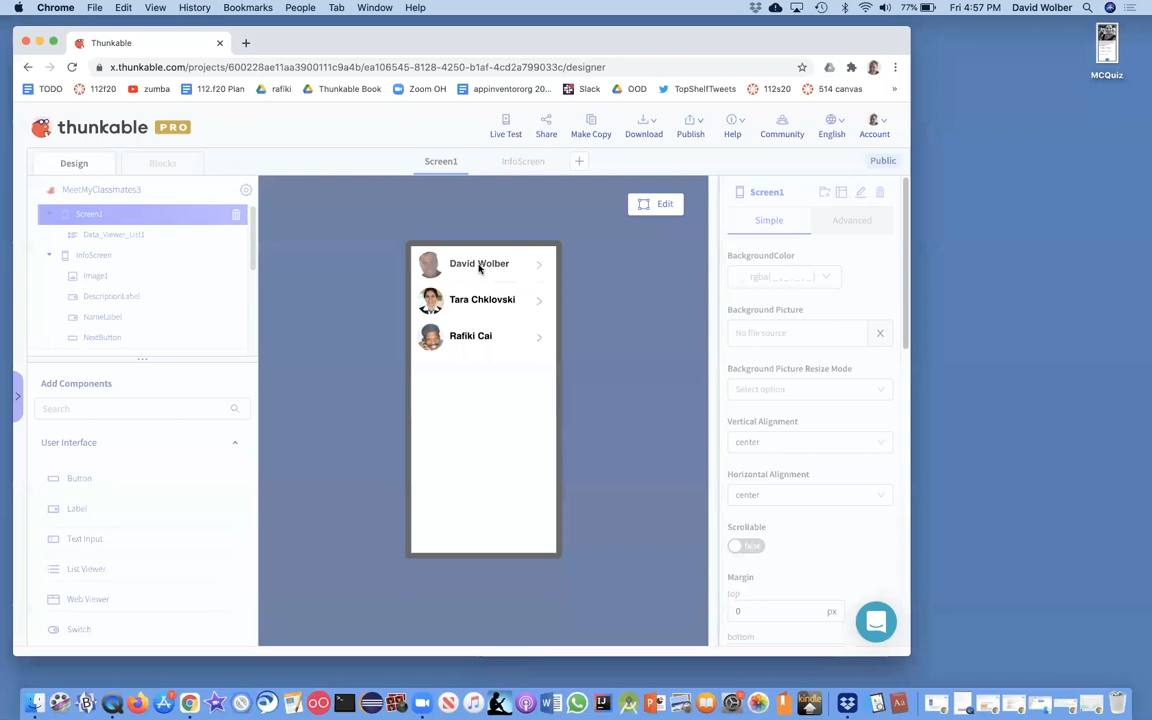 Chrome File Edit View History Bookmarks People Tab Window Help 77% Fri 4:57 PM David Wolber
Thunkable
x.thunkable.com/projects/600228ae11aa3900111c9a4b/ea106545-8128-4250-b1af-4cd2a799033c/designer
TODO 112f20 zumba 112.f20 Plan rafiki Thunkable Book Zoom OH appinventororg 20... Slack OOD TopShelfTweets 112s20 514 canvas »
MCQuiz
thunkable PRO
Live Test Share Make Copy Download Publish Help Community English Account
Design Blocks Screen1 InfoScreen + Public
MeetMyClassmates3
Screen1
Data_Viewer_List1
InfoScreen
Image1
DescriptionLabel
NameLabel
NextButton
Add Components
Search
User Interface
Button
Label
Text Input
List Viewer
Web Viewer
Switch
Edit
David Wolber
Tara Chklovski
Rafiki Cai
Screen1
Simple Advanced
BackgroundColor
rgba( _ , _ , _ , _ )
Background Picture
No file source
Background Picture Resize Mode
Select option
Vertical Alignment
center
Horizontal Alignment
center
Scrollable
false
Margin
top
0 px
bottom
kindle